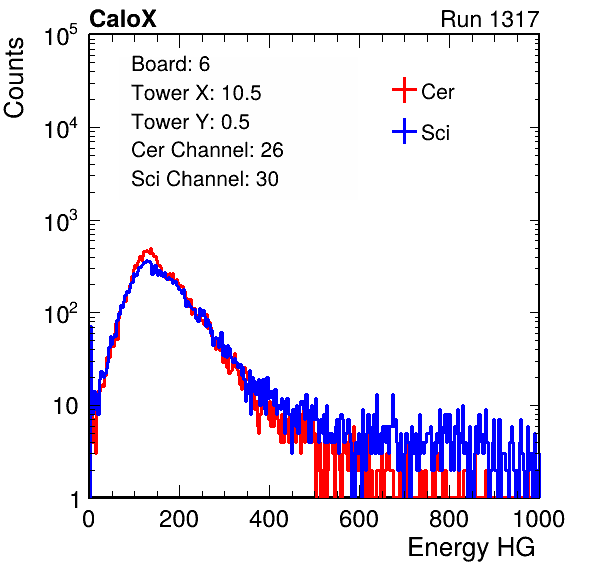 CaloX Run 1317
Counts
10^5
10^4
10^3
10^2
10
1
Board: 6
Tower X: 10.5
Tower Y: 0.5
Cer Channel: 26
Sci Channel: 30
Cer
Sci
0 200 400 600 800 1000
Energy HG